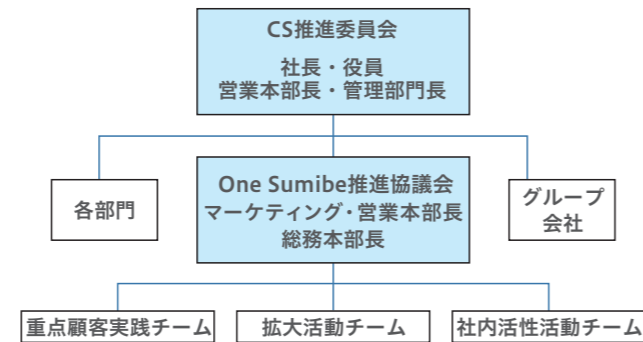 CS推進委員会
社長・役員
営業本部長・管理部門長
各部門
One Sumibe推進協議会
マーケティング・営業本部長
総務本部長
グループ
会社
重点顧客実践チーム
拡大活動チーム
社内活性活動チーム